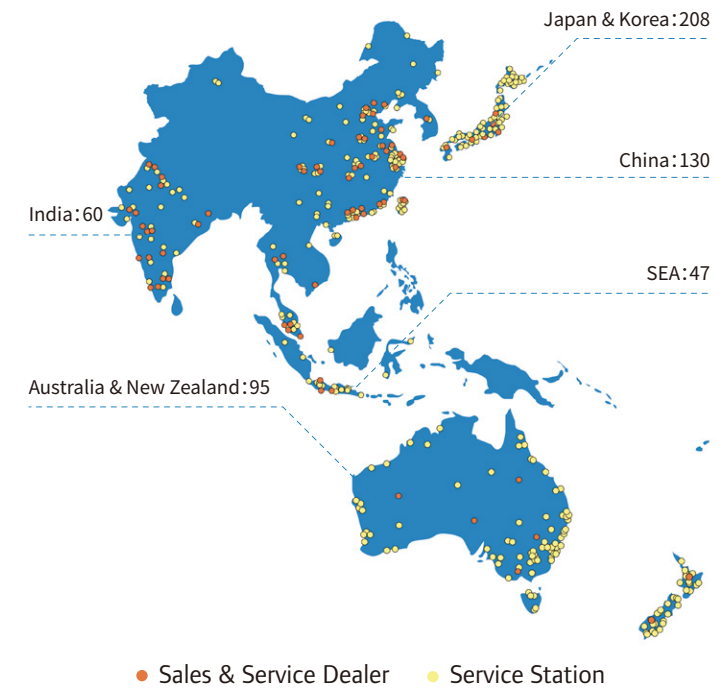 Japan & Korea:208
China:130
India:60
SEA:47
Australia & New Zealand:95
Sales & Service Dealer
Service Station